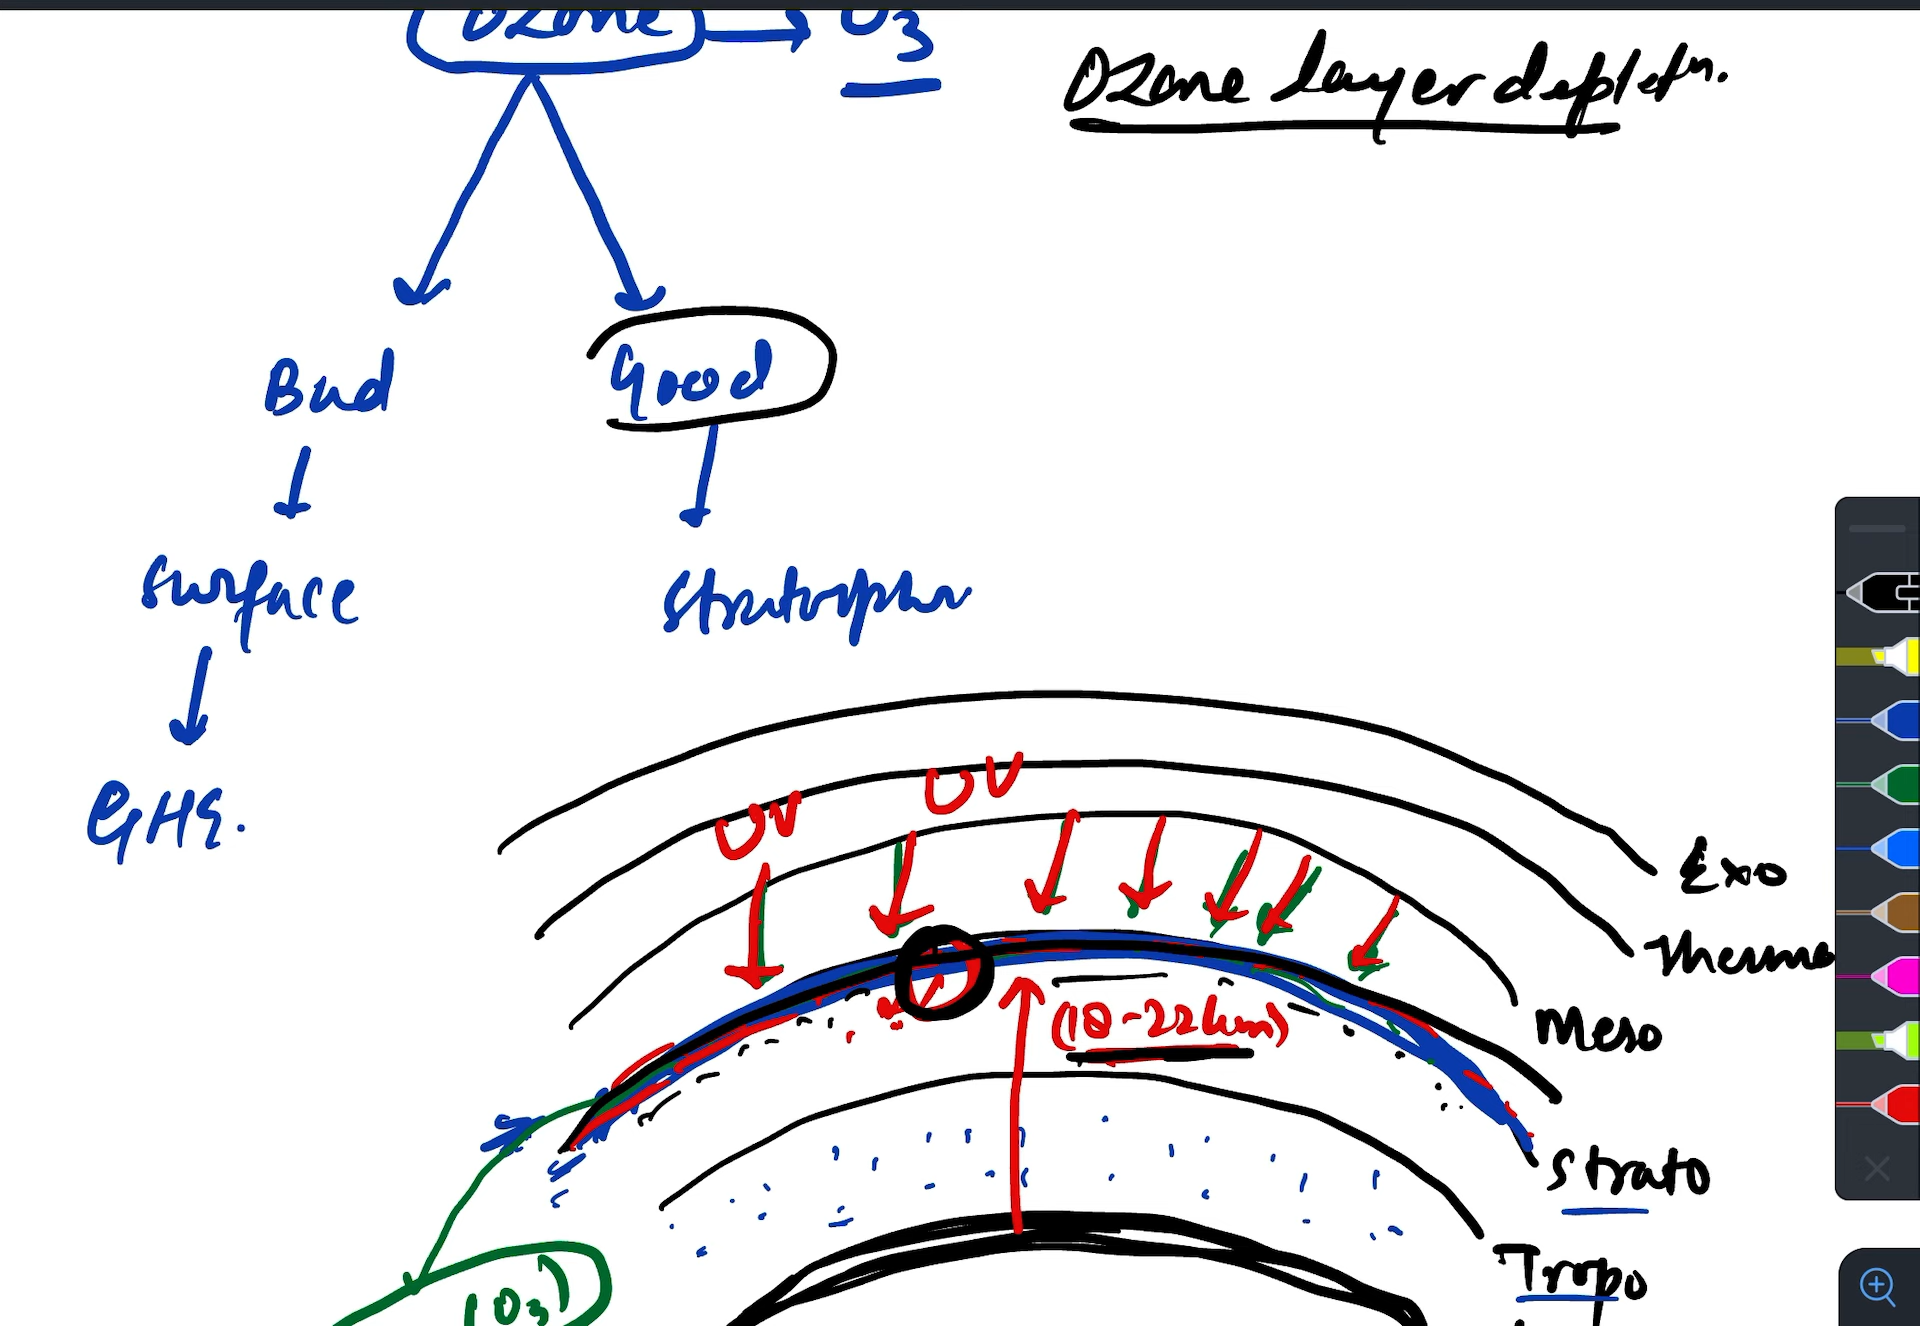 Ozone → O3
Ozone layer depletn.
Bad
Good
surface
GHG.
UV
UV
Exo
Thermo
Meso
(18-22km)
Strato
Tropo
(O3)